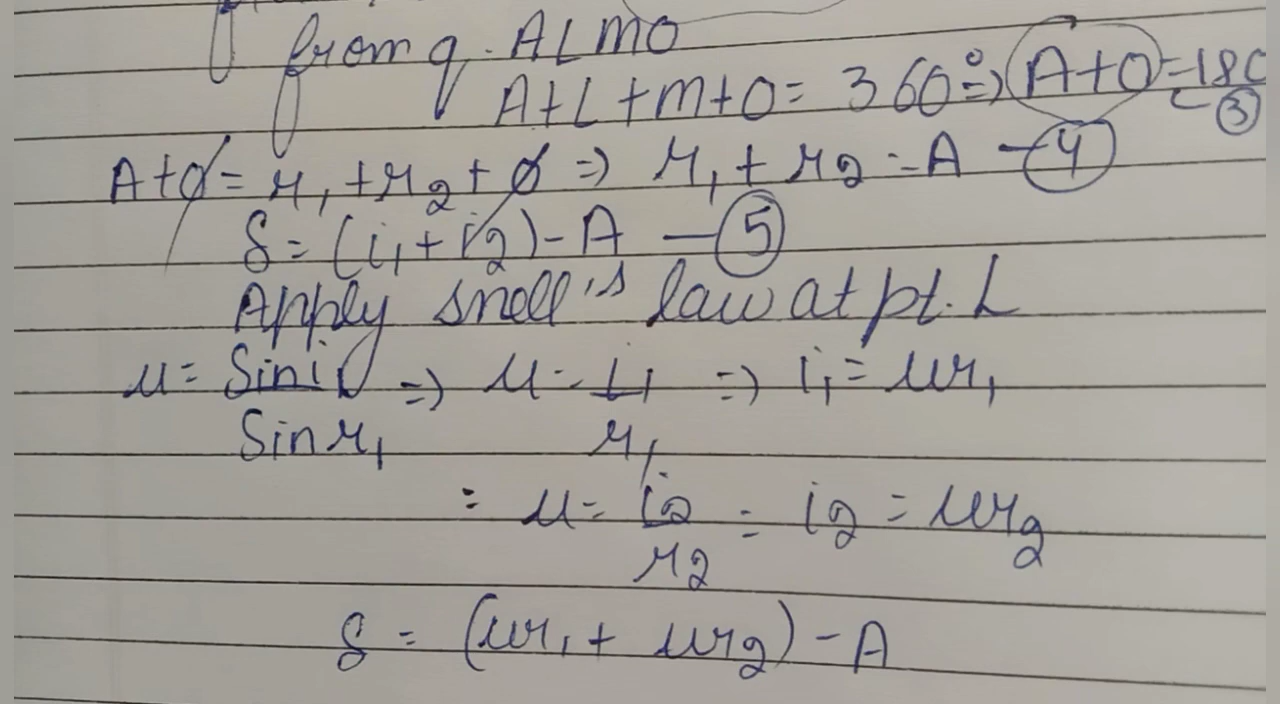 from q. ALMO
A+L+M+O = 360° ⇒ A+O = 180 - ③
A+O = r₁ + r₂ + O ⇒ r₁ + r₂ = A - ④
δ = (i₁ + i₂) - A - ⑤
Apply snell's law at pt. L
μ = Sin i₁ / Sin r₁ ⇒ μ = i₁ / r₁ ⇒ i₁ = μr₁
= μ = i₂ / r₂ = i₂ = μr₂
δ = (μr₁ + μr₂) - A